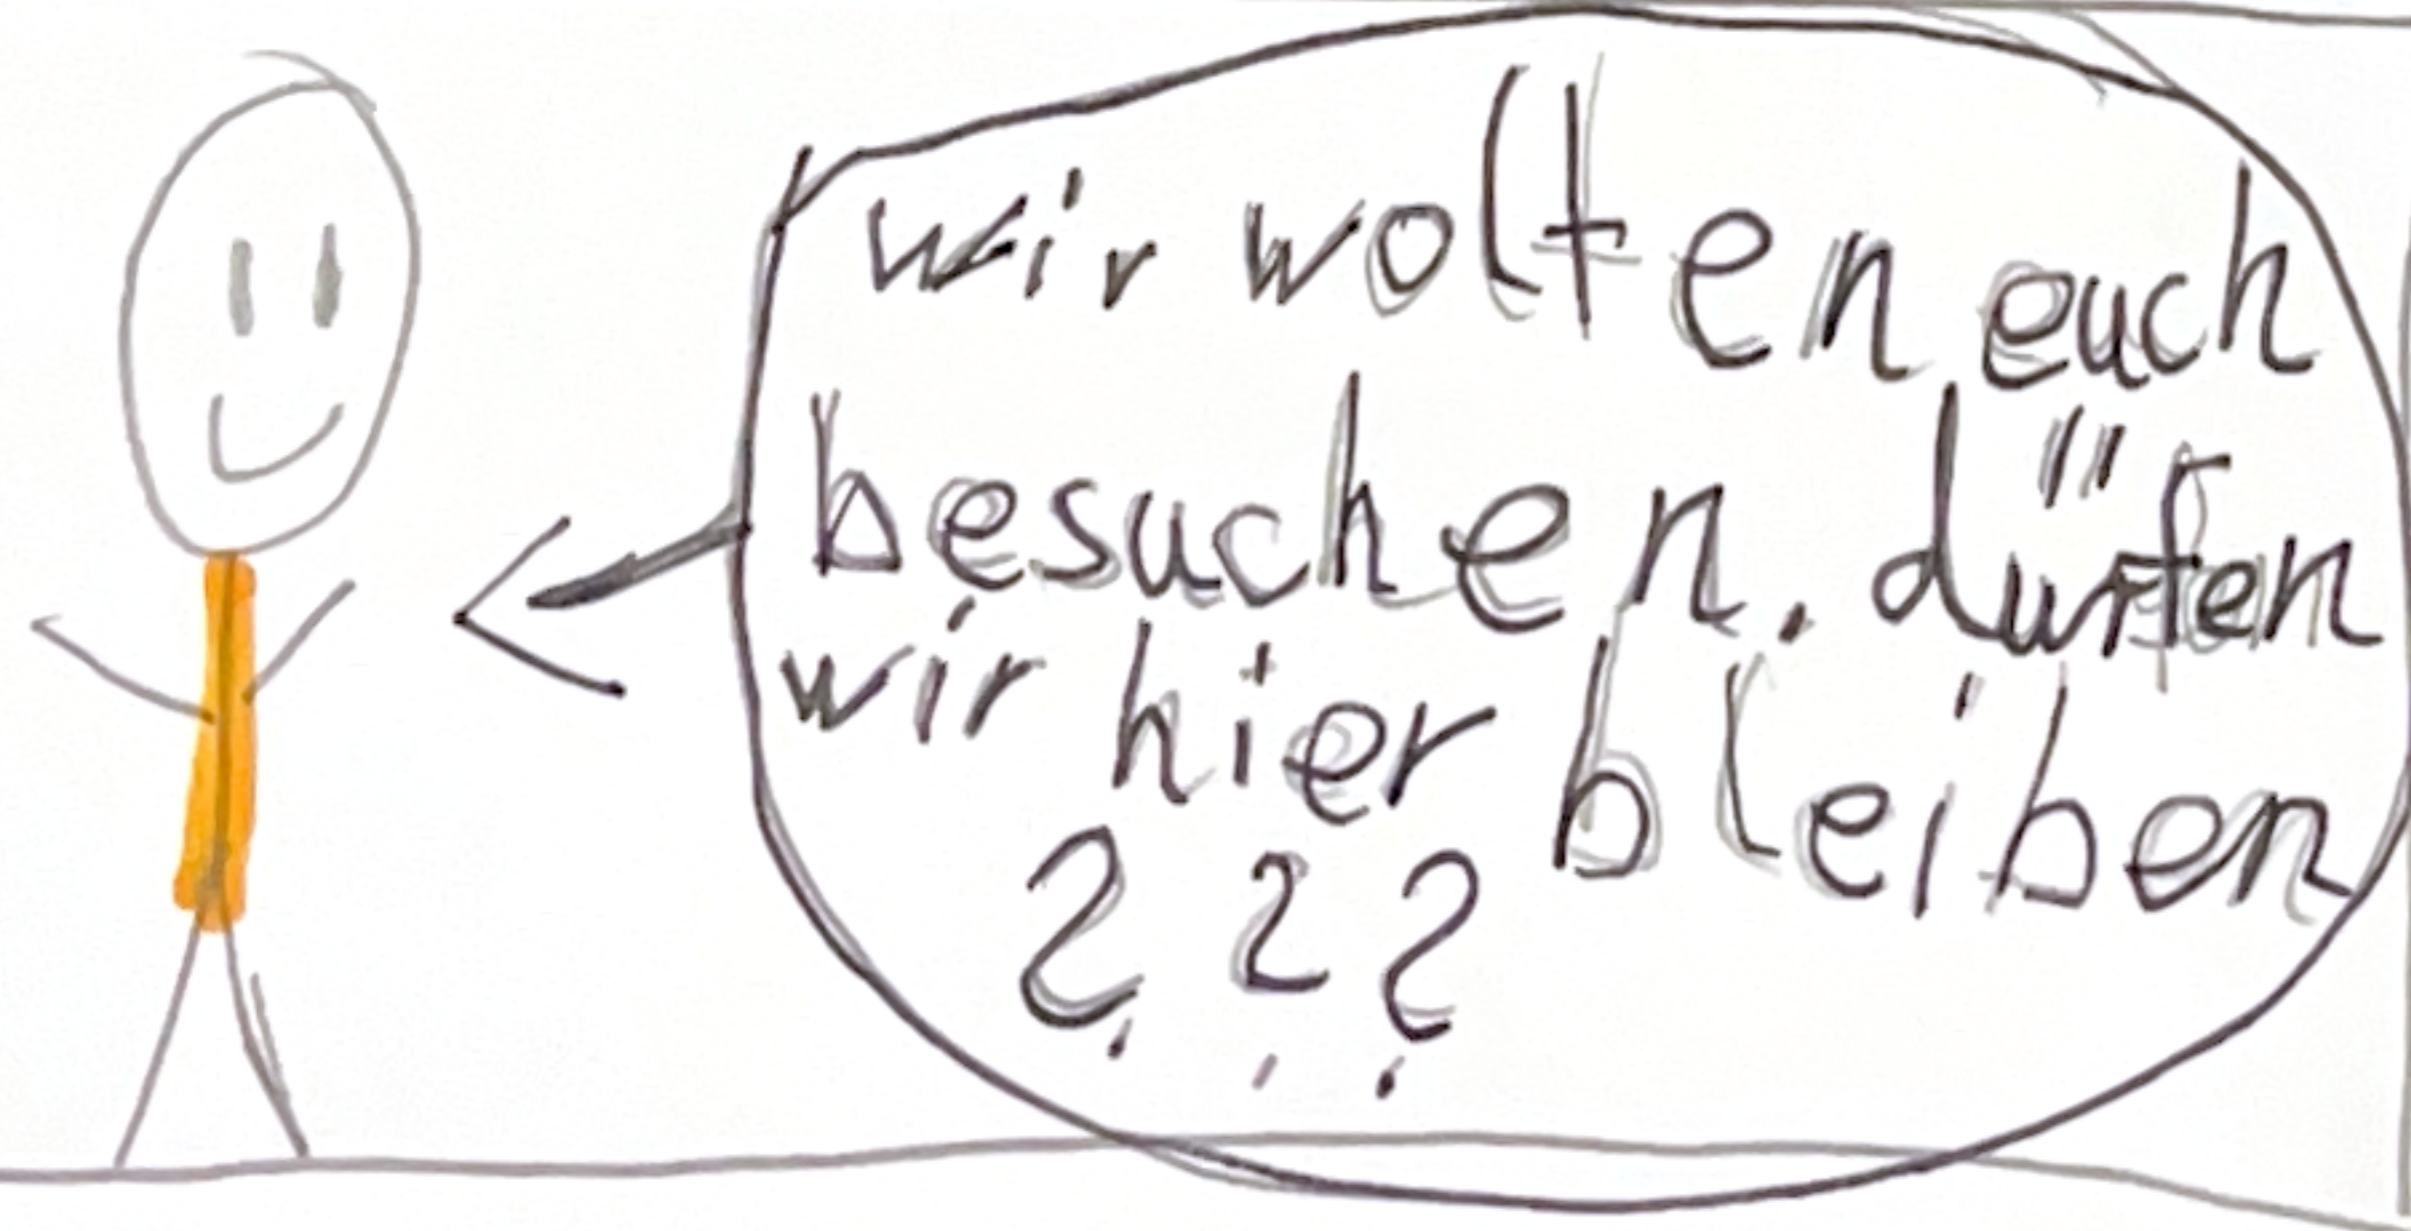 wir wolten euch
besuchen. dürfen
wir hier bleiben
???